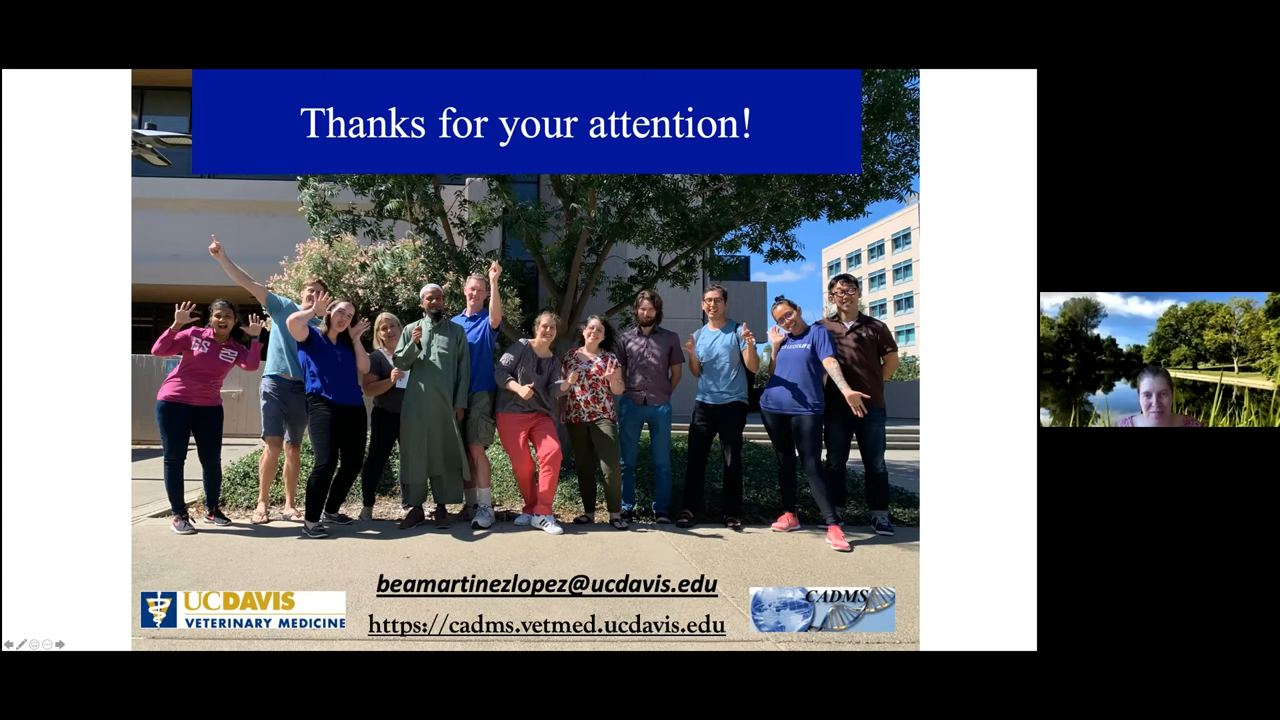 Thanks for your attention!
beamartinezlopez@ucdavis.edu
https://cadms.vetmed.ucdavis.edu
UCDAVIS
VETERINARY MEDICINE
CADMS